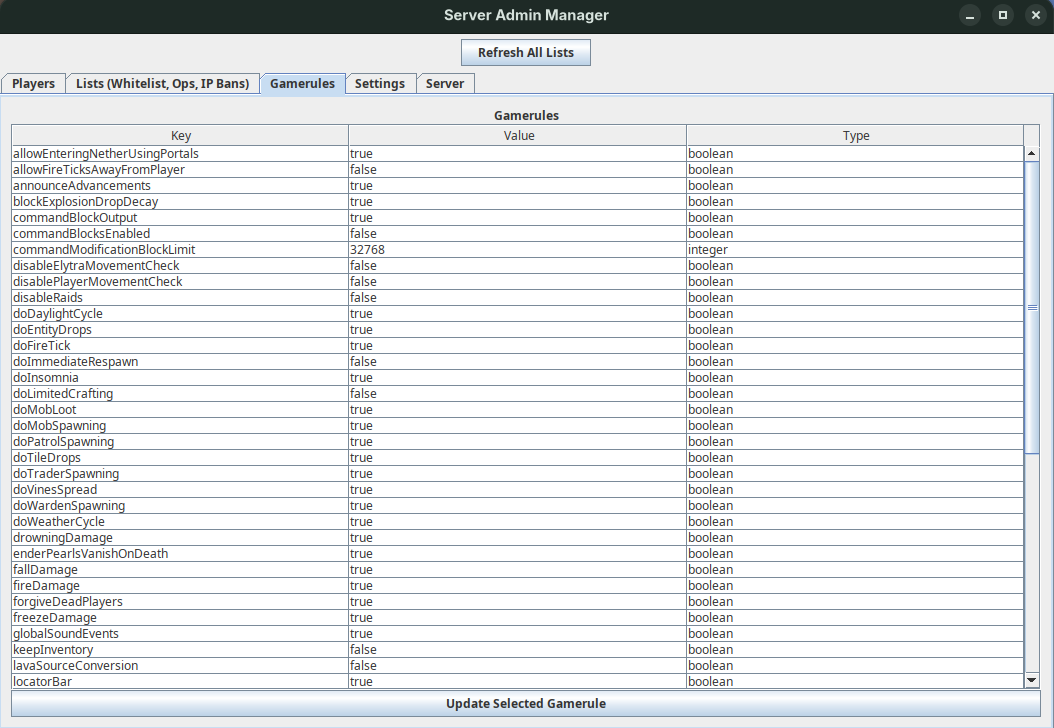 Server Admin Manager
Refresh All Lists
Players Lists (Whitelist, Ops, IP Bans) Gamerules Settings Server
Gamerules
Key Value Type
allowEnteringNetherUsingPortals true boolean
allowFireTicksAwayFromPlayer false boolean
announceAdvancements true boolean
blockExplosionDropDecay true boolean
commandBlockOutput true boolean
commandBlocksEnabled false boolean
commandModificationBlockLimit 32768 integer
disableElytraMovementCheck false boolean
disablePlayerMovementCheck false boolean
disableRaids false boolean
doDaylightCycle true boolean
doEntityDrops true boolean
doFireTick true boolean
doImmediateRespawn false boolean
doInsomnia true boolean
doLimitedCrafting false boolean
doMobLoot true boolean
doMobSpawning true boolean
doPatrolSpawning true boolean
doTileDrops true boolean
doTraderSpawning true boolean
doVinesSpread true boolean
doWardenSpawning true boolean
doWeatherCycle true boolean
drowningDamage true boolean
enderPearlsVanishOnDeath true boolean
fallDamage true boolean
fireDamage true boolean
forgiveDeadPlayers true boolean
freezeDamage true boolean
globalSoundEvents true boolean
keepInventory false boolean
lavaSourceConversion false boolean
locatorBar true boolean
Update Selected Gamerule